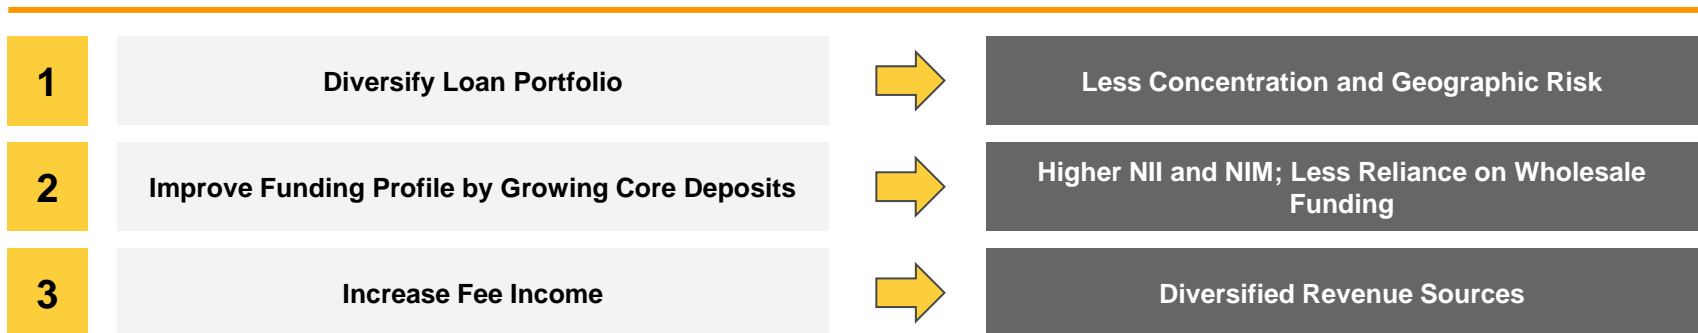 1
Diversify Loan Portfolio
Less Concentration and Geographic Risk
2
Improve Funding Profile by Growing Core Deposits
Higher NII and NIM; Less Reliance on Wholesale
Funding
3
Increase Fee Income
Diversified Revenue Sources